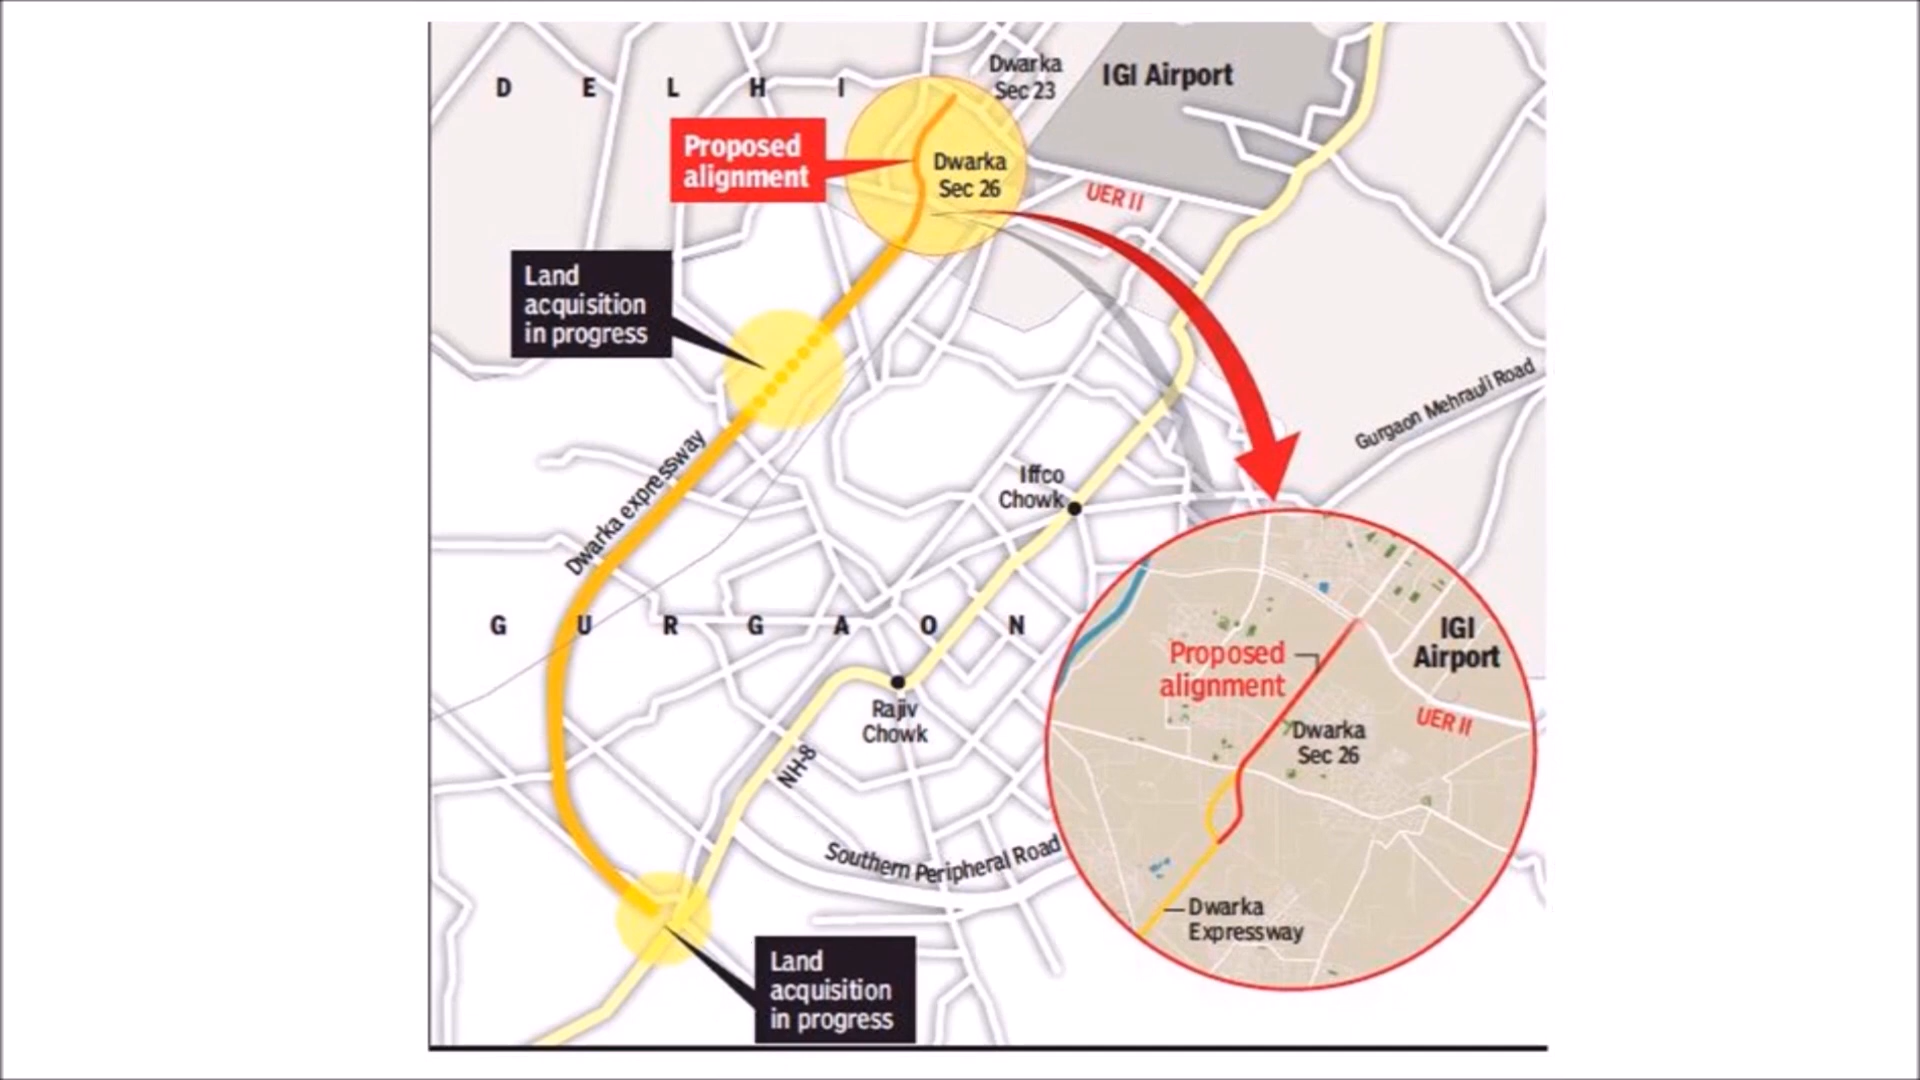 Dwarka
Sec 23
IGI Airport
D E L H I
Proposed
alignment
Dwarka
Sec 26
UER II
Land
acquisition
in progress
Gurgaon Mehrauli Road
Dwarka expressway
Iffco
Chowk
G U R G A O N
IGI
Airport
Proposed
alignment
UER II
Dwarka
Sec 26
Rajiv
Chowk
NH-8
Southern Peripheral Road
Dwarka
Expressway
Land
acquisition
in progress